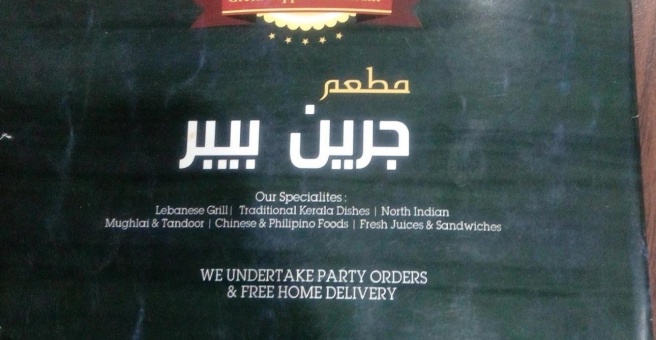 مطعم
جرين بيبر
Our Specialites :
Lebanese Grill | Traditional Kerala Dishes | North Indian
Mughlai & Tandoor | Chinese & Philipino Foods | Fresh Juices & Sandwiches
WE UNDERTAKE PARTY ORDERS
& FREE HOME DELIVERY